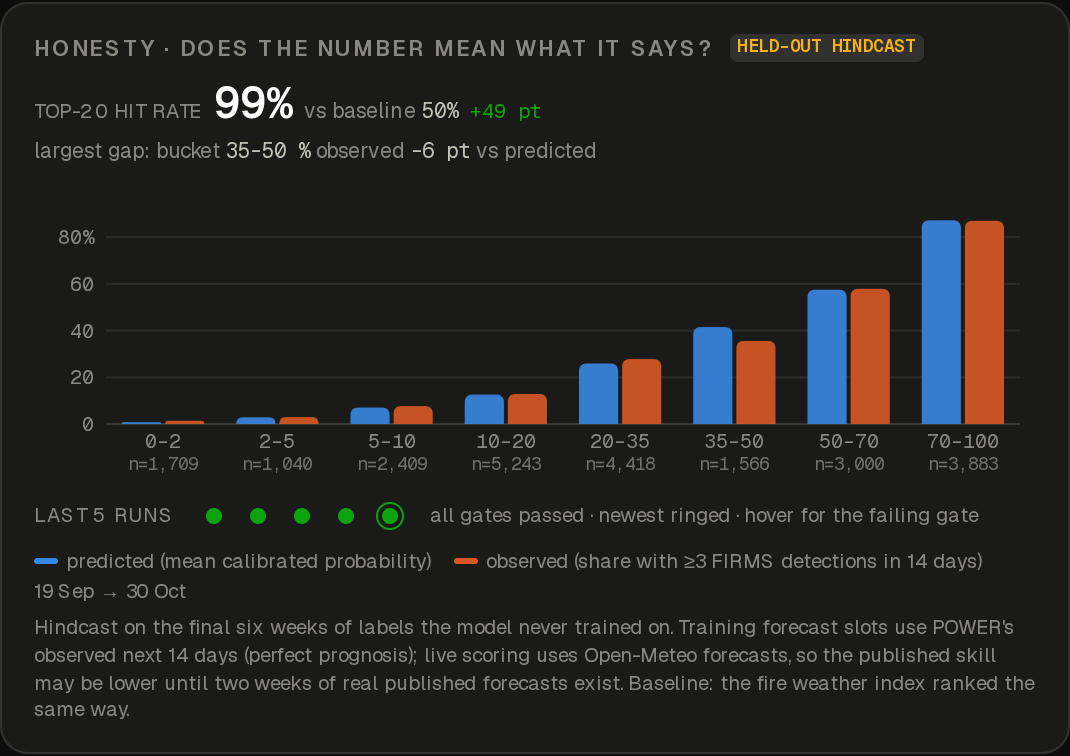 HONESTY · DOES THE NUMBER MEAN WHAT IT SAYS? HELD-OUT HINDCAST
TOP-20 HIT RATE 99% vs baseline 50% +49 pt
largest gap: bucket 35-50 % observed -6 pt vs predicted
80%
60
40
20
0
0-2 2-5 5-10 10-20 20-35 35-50 50-70 70-100
n=1,709 n=1,040 n=2,409 n=5,243 n=4,418 n=1,566 n=3,000 n=3,883
LAST 5 RUNS all gates passed · newest ringed · hover for the failing gate
predicted (mean calibrated probability) observed (share with ≥3 FIRMS detections in 14 days)
19 Sep → 30 Oct
Hindcast on the final six weeks of labels the model never trained on. Training forecast slots use POWER's
observed next 14 days (perfect prognosis); live scoring uses Open-Meteo forecasts, so the published skill
may be lower until two weeks of real published forecasts exist. Baseline: the fire weather index ranked the
same way.